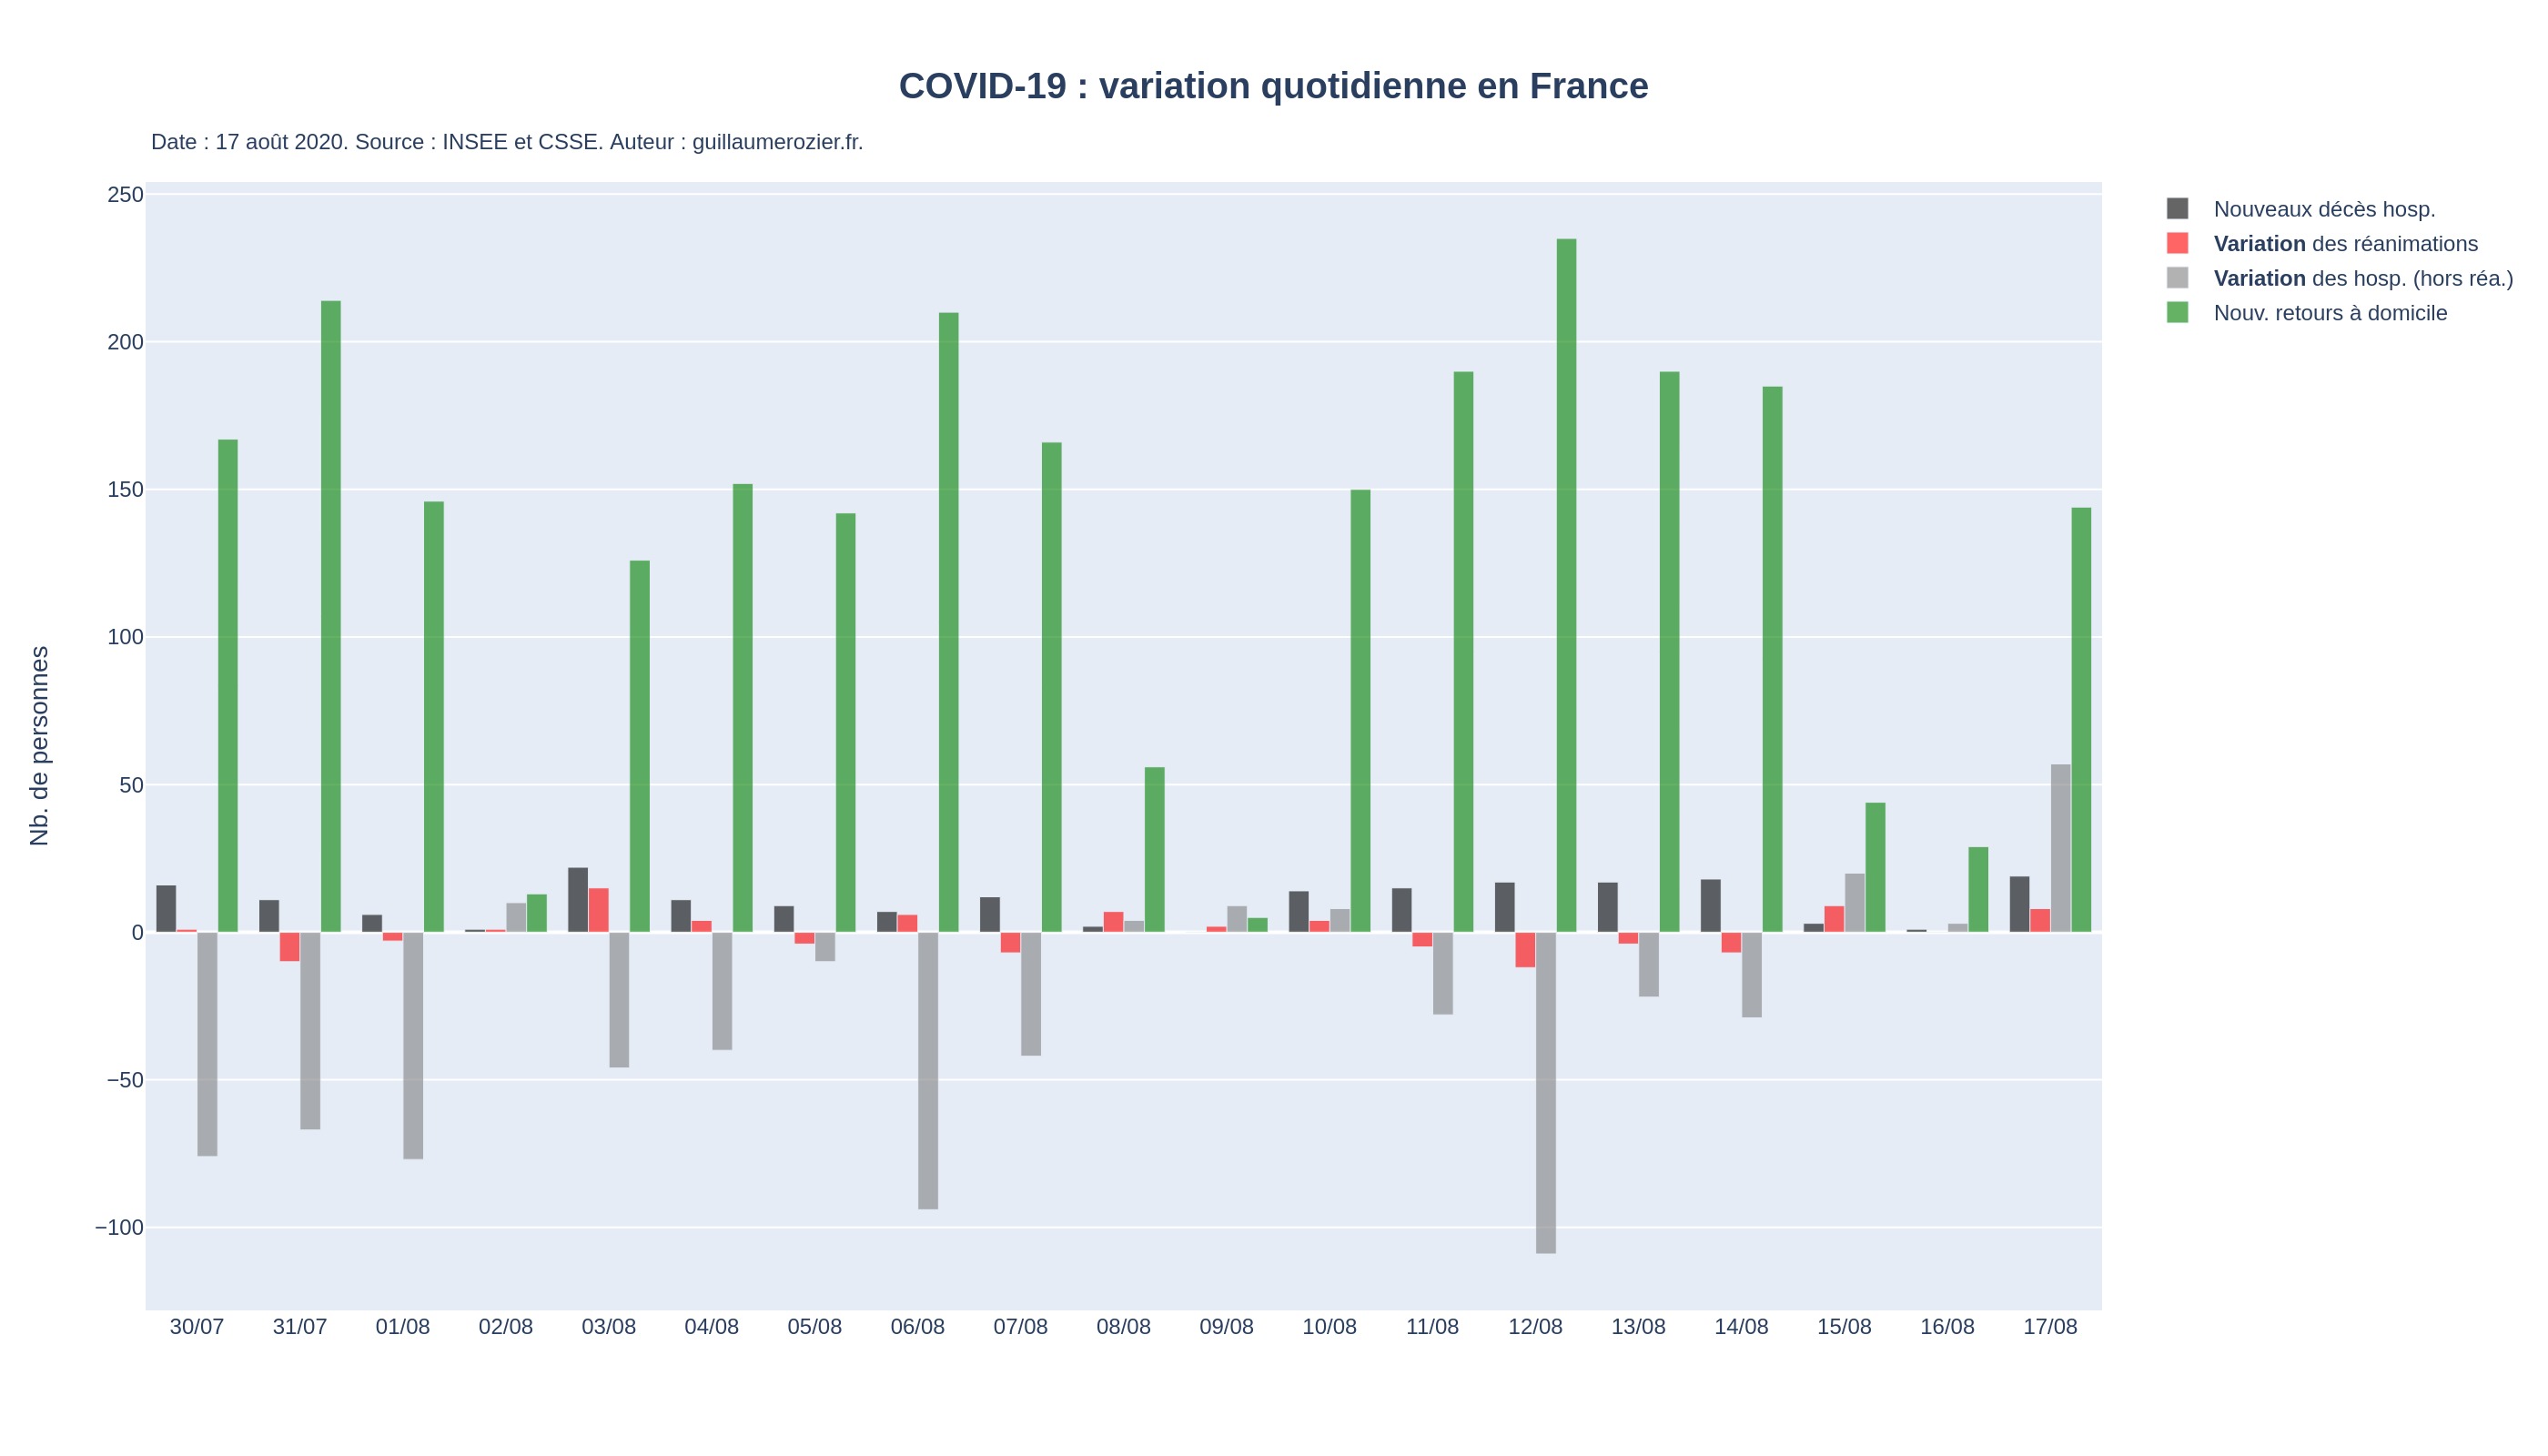 COVID-19 : variation quotidienne en France
Date : 17 août 2020. Source : INSEE et CSSE. Auteur : guillaumerozier.fr.
Nouveaux décès hosp.
Variation des réanimations
Variation des hosp. (hors réa.)
Nouv. retours à domicile
Nb. de personnes
250
200
150
100
50
0
−50
−100
30/07 31/07 01/08 02/08 03/08 04/08 05/08 06/08 07/08 08/08 09/08 10/08 11/08 12/08 13/08 14/08 15/08 16/08 17/08